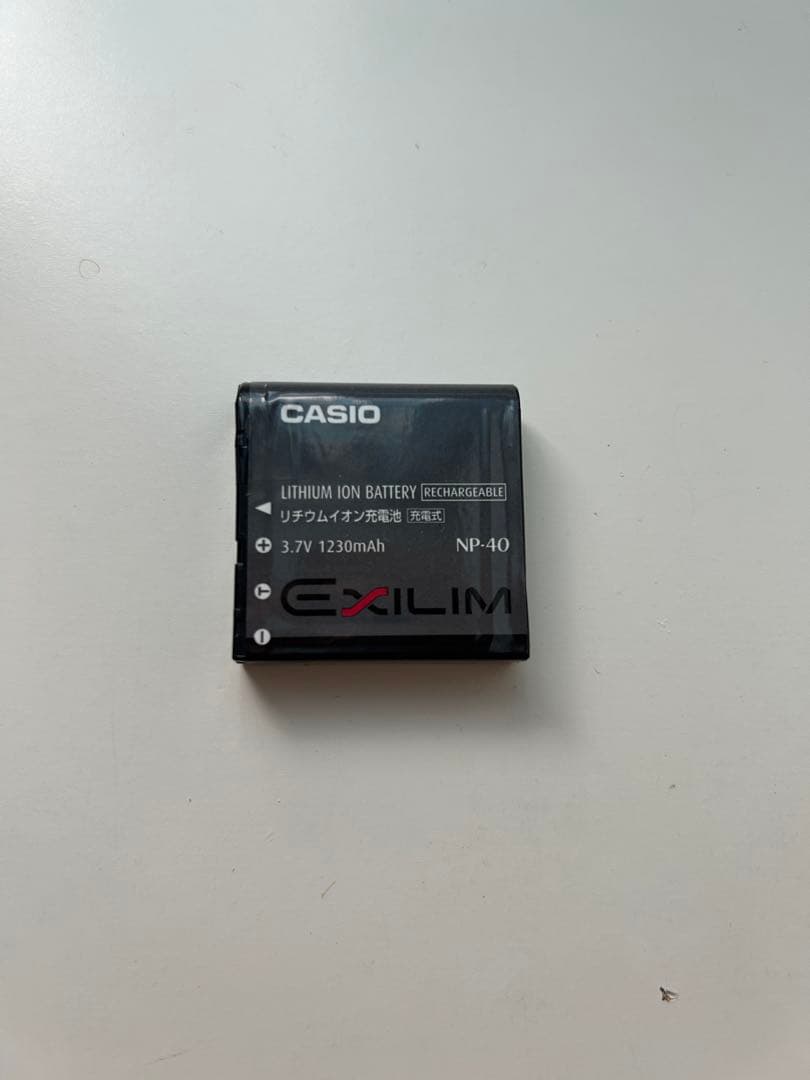 CASIO
LITHIUM ION BATTERY RECHARGEABLE
リチウムイオン充電池 充電式
3.7V 1230mAh NP-40
EXILIM